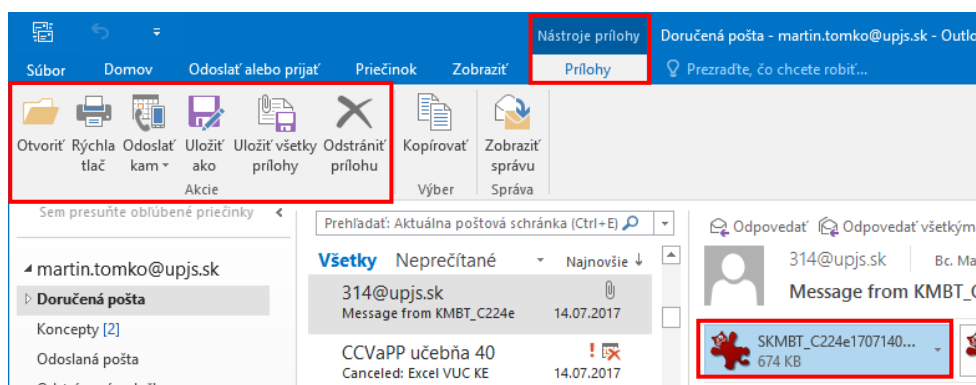 Nástroje prílohy
Doručená pošta - martin.tomko@upjs.sk - Outlo
Súbor Domov Odoslať alebo prijať Priečinok Zobraziť Prílohy Prezraďte, čo chcete robiť...
Otvoriť Rýchla tlač Odoslať kam Uložiť ako Uložiť všetky prílohy Odstrániť prílohu Kopírovať Zobraziť správu
Akcie Výber Správa
Sem presuňte obľúbené priečinky
martin.tomko@upjs.sk
Doručená pošta
Koncepty [2]
Odoslaná pošta
Prehľadať: Aktuálna poštová schránka (Ctrl+E)
Všetky Neprečítané Najnovšie
314@upjs.sk
Message from KMBT_C224e 14.07.2017
CCVaPP učebňa 40
Canceled: Excel VUC KE 14.07.2017
Odpovedať Odpovedať všetkým
314@upjs.sk Bc. Ma
Message from KMBT_C
SKMBT_C224e1707140...
674 KB